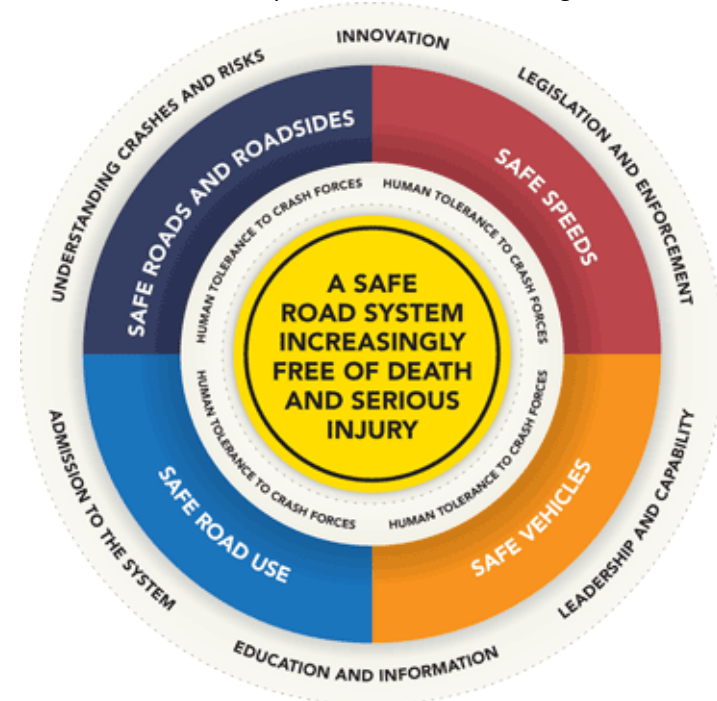 INNOVATION
LEGISLATION AND ENFORCEMENT
LEADERSHIP AND CAPABILITY
EDUCATION AND INFORMATION
ADMISSION TO THE SYSTEM
UNDERSTANDING CRASHES AND RISKS
SAFE ROADS AND ROADSIDES
SAFE SPEEDS
SAFE VEHICLES
SAFE ROAD USE
HUMAN TOLERANCE TO CRASH FORCES
HUMAN TOLERANCE TO CRASH FORCES
HUMAN TOLERANCE TO CRASH FORCES
HUMAN TOLERANCE TO CRASH FORCES
A SAFE
ROAD SYSTEM
INCREASINGLY
FREE OF DEATH
AND SERIOUS
INJURY